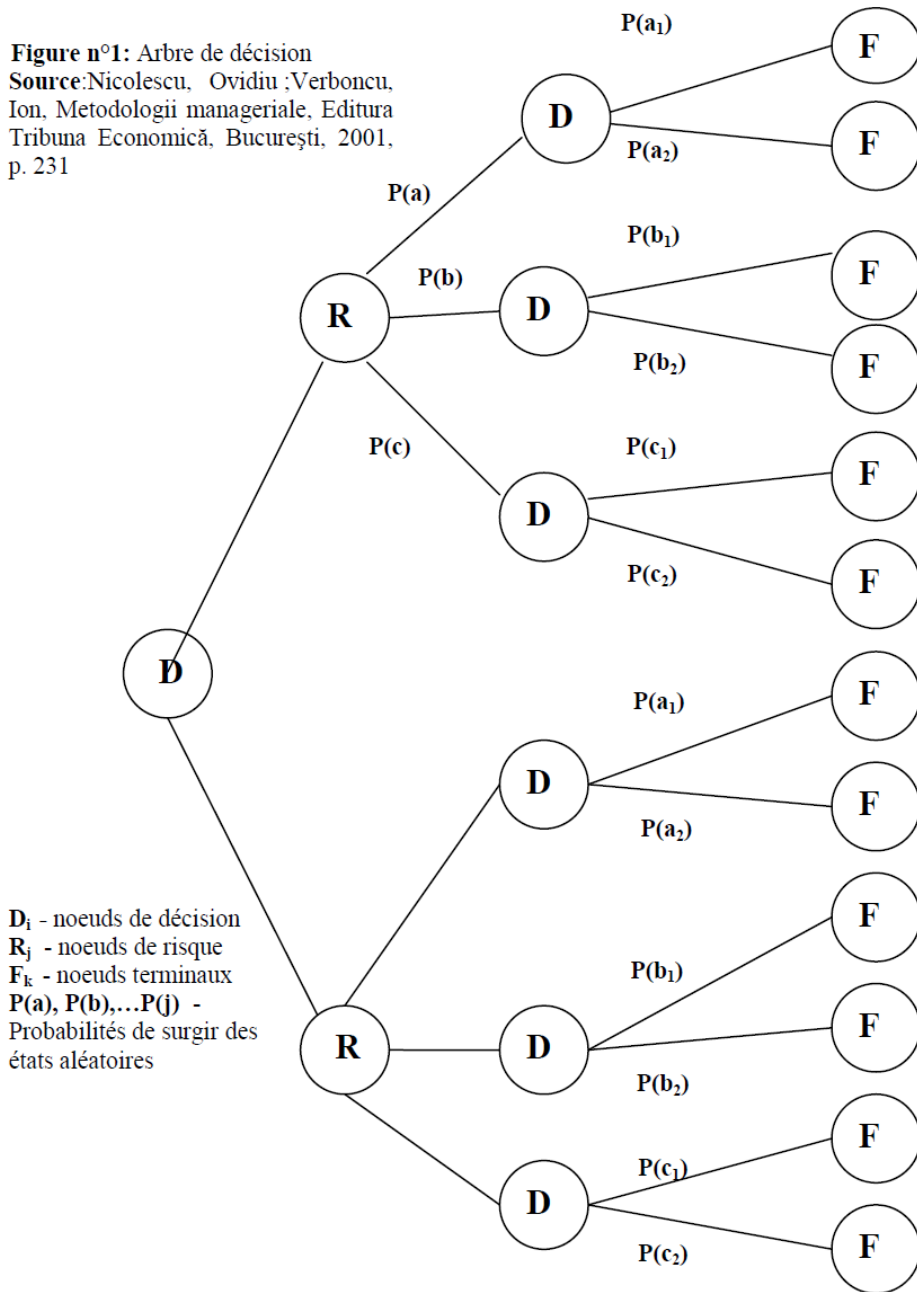 Figure n°1: Arbre de décision
Source:Nicolescu, Ovidiu ;Verboncu,
Ion, Metodologii manageriale, Editura
Tribuna Economică, Bucureşti, 2001,
p. 231
P(a₁)
F
D
P(a₂)
F
P(a)
P(b₁)
F
P(b)
R
D
P(b₂)
F
P(c)
P(c₁)
F
D
P(c₂)
F
D
P(a₁)
F
D
P(a₂)
F
P(b₁)
F
R
D
P(b₂)
F
P(c₁)
F
D
P(c₂)
F
Dᵢ - noeuds de décision
Rⱼ - noeuds de risque
Fₖ - noeuds terminaux
P(a), P(b),…P(j) -
Probabilités de surgir des
états aléatoires